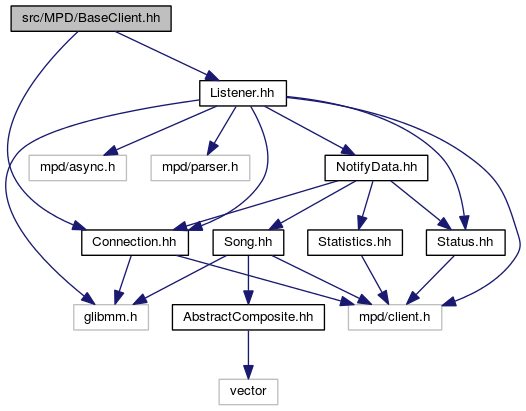 src/MPD/BaseClient.hh
Listener.hh
mpd/async.h
mpd/parser.h
NotifyData.hh
Connection.hh
Song.hh
Statistics.hh
Status.hh
glibmm.h
AbstractComposite.hh
mpd/client.h
vector